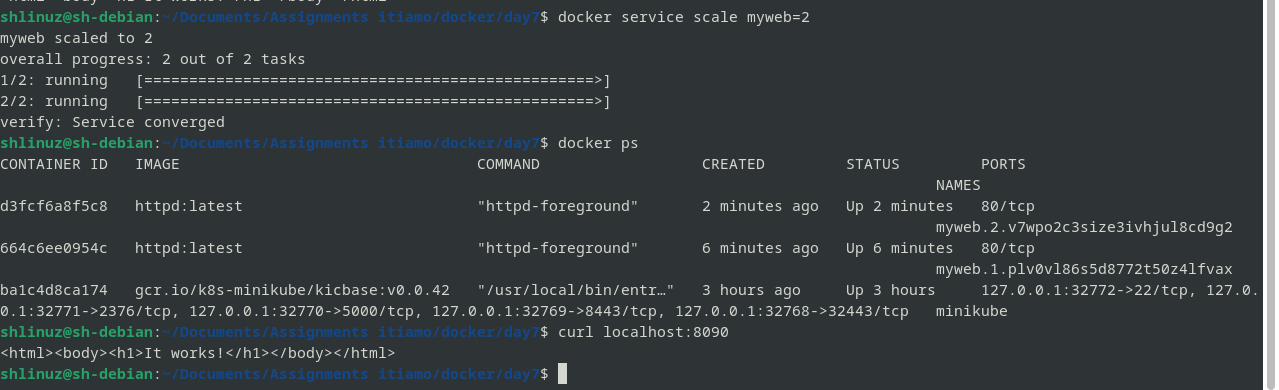 shlinuz@sh-debian:~/Documents/Assignments itiamo/docker/day7$ docker service scale myweb=2
myweb scaled to 2
overall progress: 2 out of 2 tasks
1/2: running   [==================================================>]
2/2: running   [==================================================>]
verify: Service converged
shlinuz@sh-debian:~/Documents/Assignments itiamo/docker/day7$ docker ps
CONTAINER ID   IMAGE                                 COMMAND                  CREATED         STATUS         PORTS
NAMES
d3fcf6a8f5c8   httpd:latest                          "httpd-foreground"       2 minutes ago   Up 2 minutes   80/tcp
myweb.2.v7wpo2c3size3ivhjul8cd9g2
664c6ee0954c   httpd:latest                          "httpd-foreground"       6 minutes ago   Up 6 minutes   80/tcp
myweb.1.plv0vl86s5d8772t50z4lfvax
ba1c4d8ca174   gcr.io/k8s-minikube/kicbase:v0.0.42   "/usr/local/bin/entr…"   3 hours ago     Up 3 hours     127.0.0.1:32772->22/tcp, 127.0.
0.1:32771->2376/tcp, 127.0.0.1:32770->5000/tcp, 127.0.0.1:32769->8443/tcp, 127.0.0.1:32768->32443/tcp   minikube
shlinuz@sh-debian:~/Documents/Assignments itiamo/docker/day7$ curl localhost:8090
<html><body><h1>It works!</h1></body></html>
shlinuz@sh-debian:~/Documents/Assignments itiamo/docker/day7$